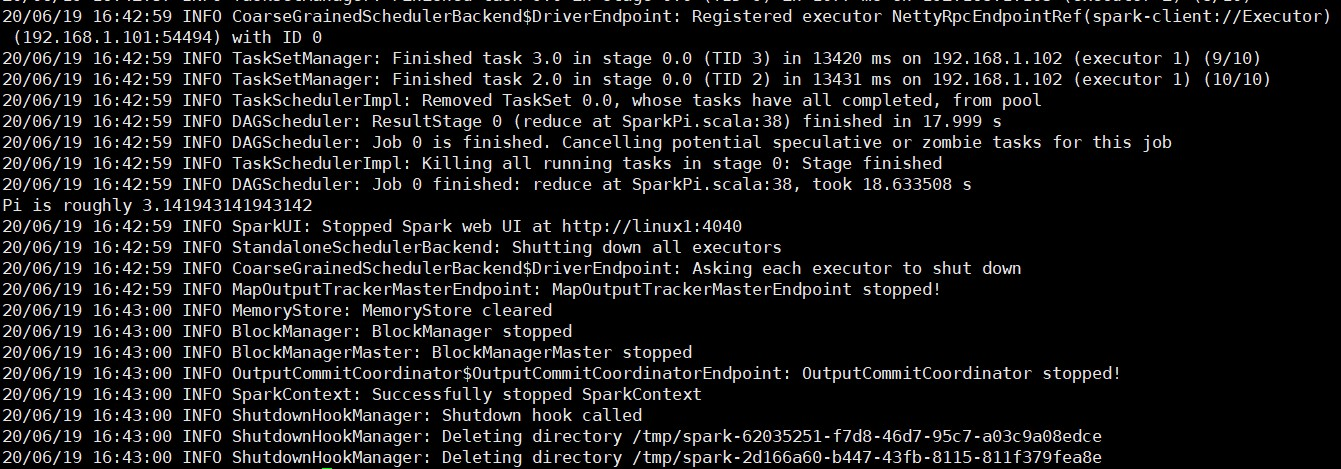 20/06/19 16:42:59 INFO CoarseGrainedSchedulerBackend$DriverEndpoint: Registered executor NettyRpcEndpointRef(spark-client://Executor)
(192.168.1.101:54494) with ID 0
20/06/19 16:42:59 INFO TaskSetManager: Finished task 3.0 in stage 0.0 (TID 3) in 13420 ms on 192.168.1.102 (executor 1) (9/10)
20/06/19 16:42:59 INFO TaskSetManager: Finished task 2.0 in stage 0.0 (TID 2) in 13431 ms on 192.168.1.102 (executor 1) (10/10)
20/06/19 16:42:59 INFO TaskSchedulerImpl: Removed TaskSet 0.0, whose tasks have all completed, from pool
20/06/19 16:42:59 INFO DAGScheduler: ResultStage 0 (reduce at SparkPi.scala:38) finished in 17.999 s
20/06/19 16:42:59 INFO DAGScheduler: Job 0 is finished. Cancelling potential speculative or zombie tasks for this job
20/06/19 16:42:59 INFO TaskSchedulerImpl: Killing all running tasks in stage 0: Stage finished
20/06/19 16:42:59 INFO DAGScheduler: Job 0 finished: reduce at SparkPi.scala:38, took 18.633508 s
Pi is roughly 3.141943141943142
20/06/19 16:42:59 INFO SparkUI: Stopped Spark web UI at http://linux1:4040
20/06/19 16:42:59 INFO StandaloneSchedulerBackend: Shutting down all executors
20/06/19 16:42:59 INFO CoarseGrainedSchedulerBackend$DriverEndpoint: Asking each executor to shut down
20/06/19 16:42:59 INFO MapOutputTrackerMasterEndpoint: MapOutputTrackerMasterEndpoint stopped!
20/06/19 16:43:00 INFO MemoryStore: MemoryStore cleared
20/06/19 16:43:00 INFO BlockManager: BlockManager stopped
20/06/19 16:43:00 INFO BlockManagerMaster: BlockManagerMaster stopped
20/06/19 16:43:00 INFO OutputCommitCoordinator$OutputCommitCoordinatorEndpoint: OutputCommitCoordinator stopped!
20/06/19 16:43:00 INFO SparkContext: Successfully stopped SparkContext
20/06/19 16:43:00 INFO ShutdownHookManager: Shutdown hook called
20/06/19 16:43:00 INFO ShutdownHookManager: Deleting directory /tmp/spark-62035251-f7d8-46d7-95c7-a03c9a08edce
20/06/19 16:43:00 INFO ShutdownHookManager: Deleting directory /tmp/spark-2d166a60-b447-43fb-8115-811f379fea8e